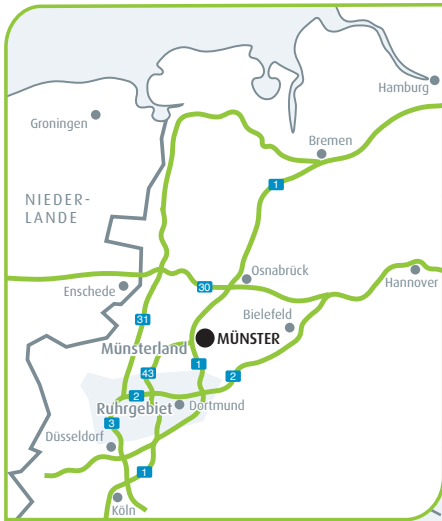 Hamburg
Groningen
Bremen
1
NIEDER-
LANDE
Osnabrück
Hannover
30
Enschede
31
Bielefeld
MÜNSTER
Münsterland
1
43
2
2
Ruhrgebiet
Dortmund
3
Düsseldorf
1
Köln